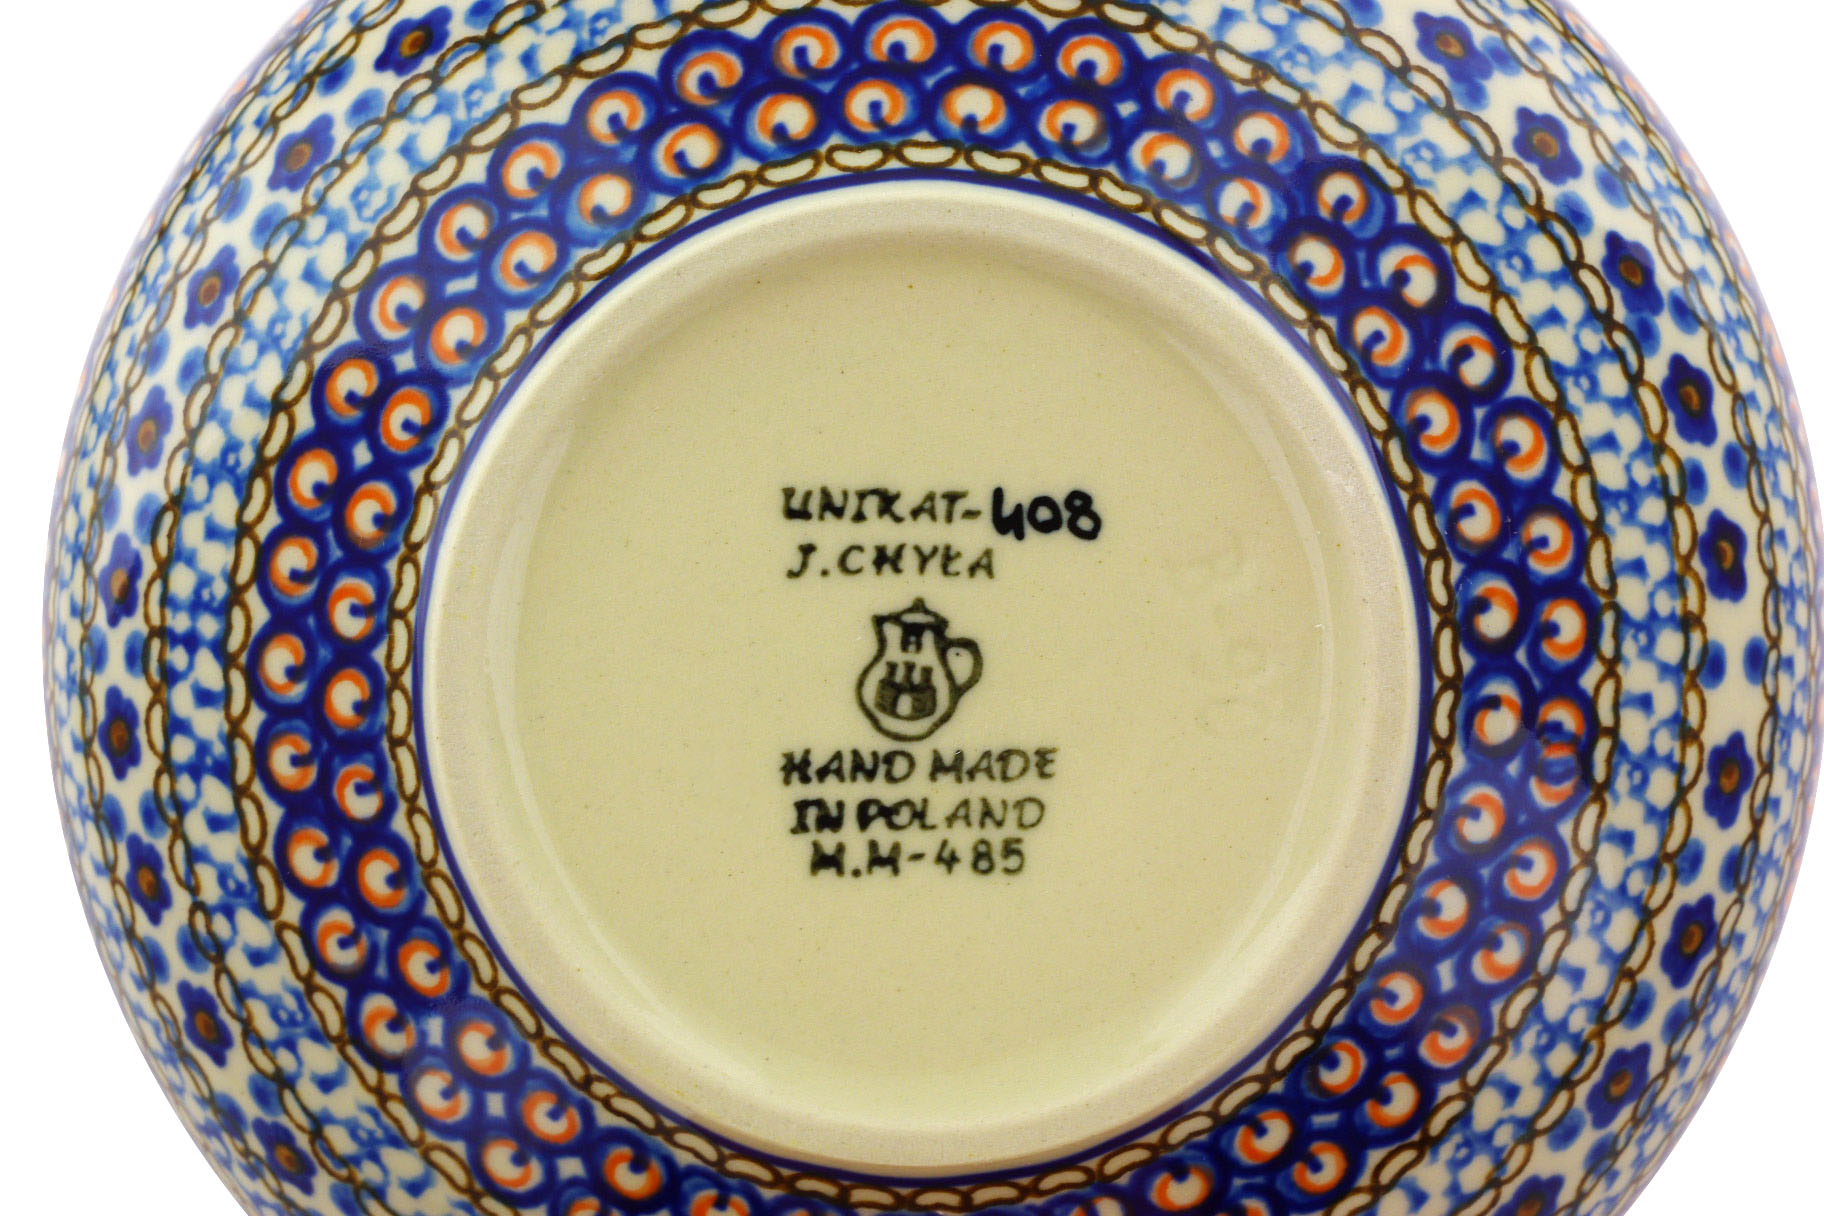 UNIKAT-408
J.CHYŁA
HAND MADE
IN POLAND
M.M-485